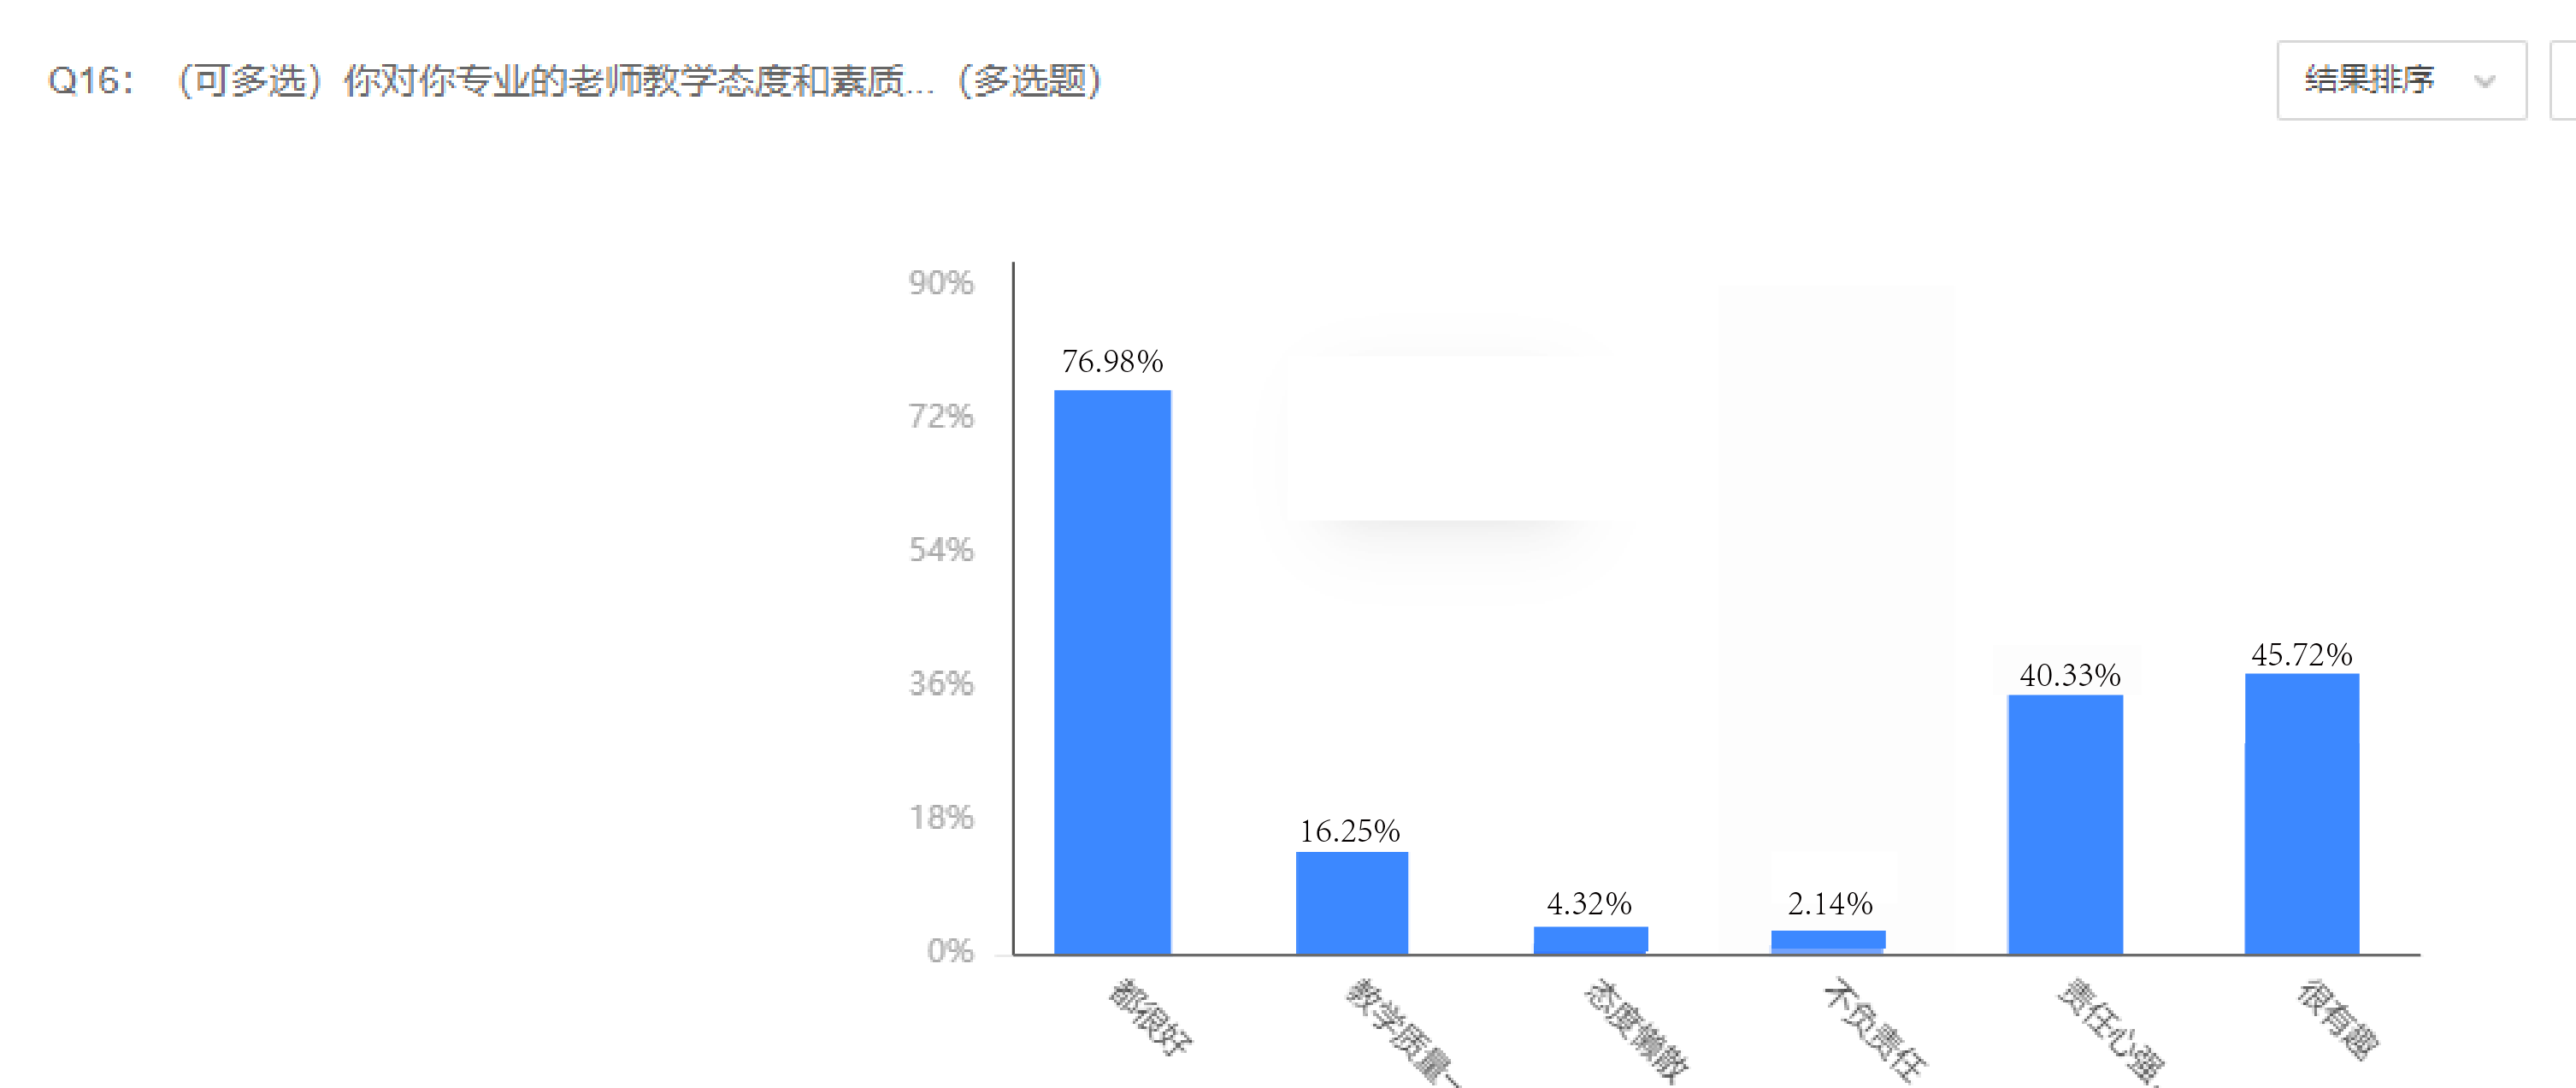 Q16：（可多选）你对你专业的老师教学态度和素质...（多选题）
结果排序
90%
72%
54%
36%
18%
0%
76.98%
16.25%
4.32%
2.14%
40.33%
45.72%
都很好
教学质量
态度懒散
不负责任
责任心强
很有趣